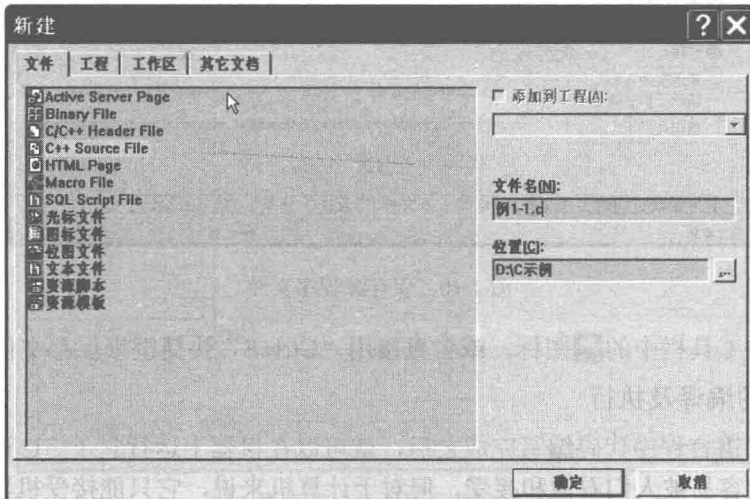 新建
文件 工程 工作区 其它文档
Active Server Page
Binary File
C/C++ Header File
C++ Source File
HTML Page
Macro File
SQL Script File
光标文件
图标文件
位图文件
文本文件
资源脚本
资源模板
添加到工程(A):
文件名(N):
例1-1.c
位置(C):
D:\C示例
...
确定 取消